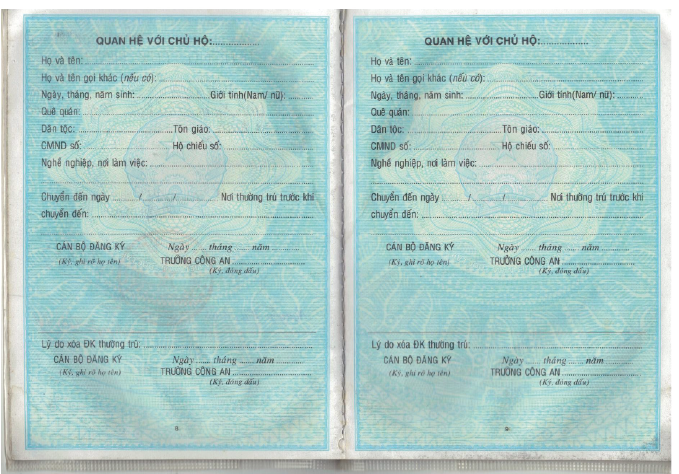 QUAN HỆ VỚI CHỦ HỘ:..............
Họ và tên:
Họ và tên gọi khác (nếu có):
Ngày, tháng, năm sinh: Giới tính(Nam/ nữ):
Quê quán:
Dân tộc: Tôn giáo:
CMND số: Hộ chiếu số:
Nghề nghiệp, nơi làm việc:
Chuyển đến ngày ......./......../........ Nơi thường trú trước khi
chuyển đến:
CÁN BỘ ĐĂNG KÝ Ngày ...... tháng ...... năm ..........
(Ký, ghi rõ họ tên) TRƯỞNG CÔNG AN
(Ký, đóng dấu)
Lý do xóa ĐK thường trú:
CÁN BỘ ĐĂNG KÝ Ngày ...... tháng ...... năm ..........
(Ký, ghi rõ họ tên) TRƯỞNG CÔNG AN
(Ký, đóng dấu)
QUAN HỆ VỚI CHỦ HỘ:..............
Họ và tên:
Họ và tên gọi khác (nếu có):
Ngày, tháng, năm sinh: Giới tính(Nam/ nữ):
Quê quán:
Dân tộc: Tôn giáo:
CMND số: Hộ chiếu số:
Nghề nghiệp, nơi làm việc:
Chuyển đến ngày ......./......../........ Nơi thường trú trước khi
chuyển đến:
CÁN BỘ ĐĂNG KÝ Ngày ...... tháng ...... năm ..........
(Ký, ghi rõ họ tên) TRƯỞNG CÔNG AN
(Ký, đóng dấu)
Lý do xóa ĐK thường trú:
CÁN BỘ ĐĂNG KÝ Ngày ...... tháng ...... năm ..........
(Ký, ghi rõ họ tên) TRƯỞNG CÔNG AN
(Ký, đóng dấu)